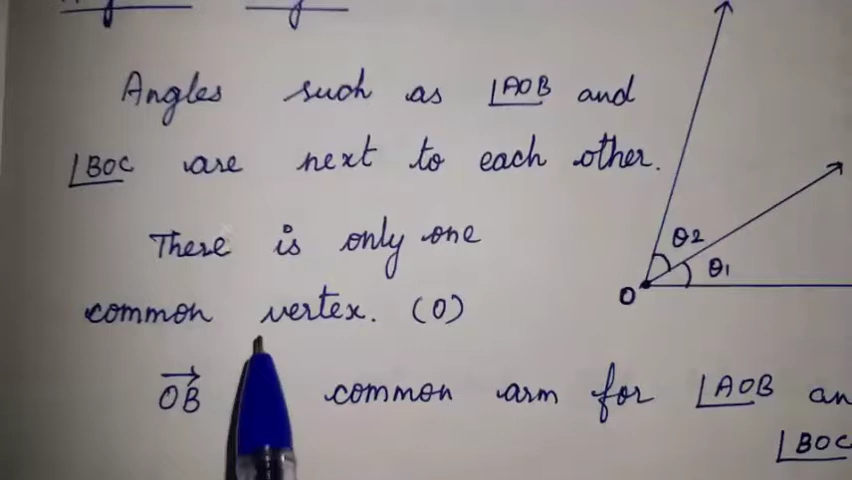 Angles such as ∠AOB and
∠BOC are next to each other.
There is only one
common vertex. (O)
OB common arm for ∠AOB an
∠BOC
θ2
θ1
O